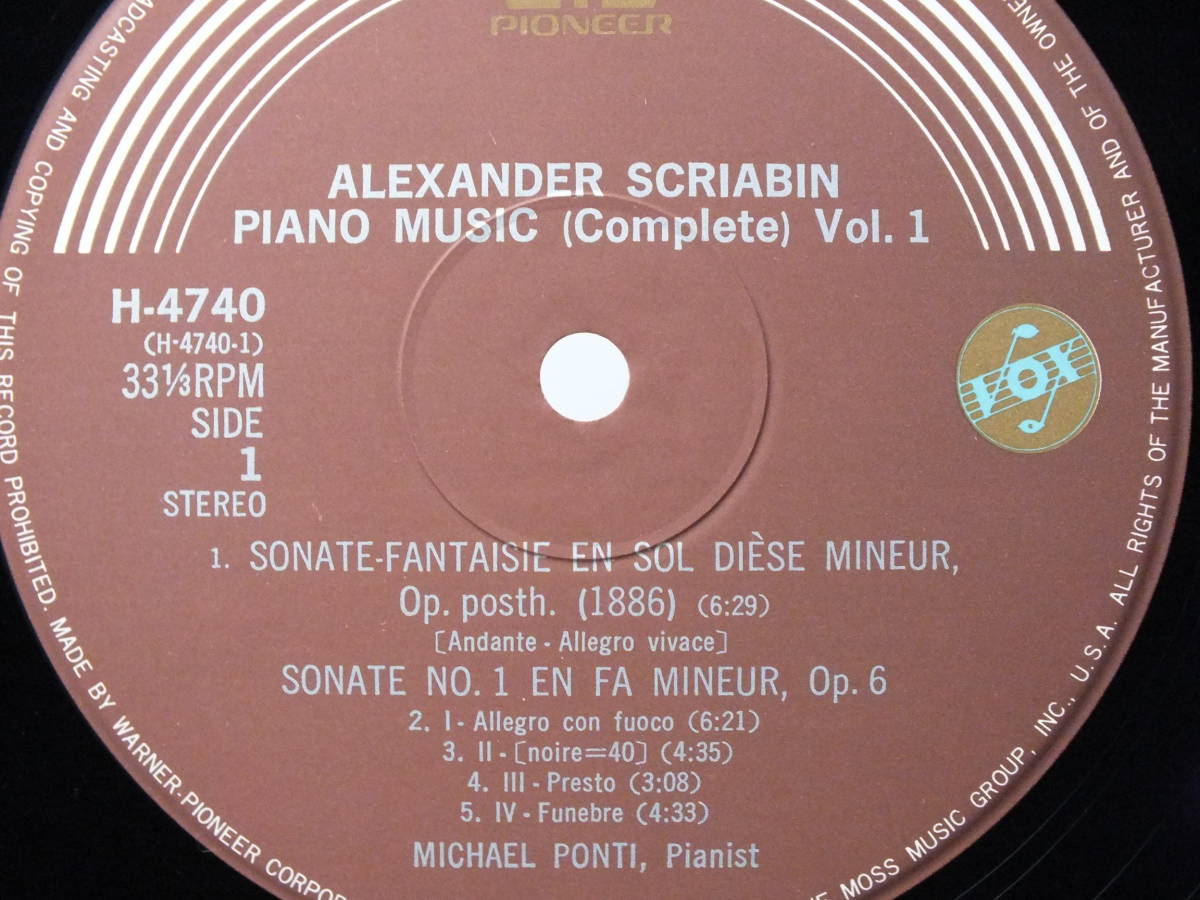 PIONEER
ALEXANDER SCRIABIN
PIANO MUSIC (Complete) Vol. 1
H-4740
(H-4740-1)
33⅓RPM
SIDE
1
STEREO
VOX
1. SONATE-FANTAISIE EN SOL DIÈSE MINEUR,
Op. posth. (1886) (6:29)
[Andante - Allegro vivace]
SONATE NO. 1 EN FA MINEUR, Op. 6
2. I - Allegro con fuoco (6:21)
3. II - [noire=40] (4:35)
4. III - Presto (3:08)
5. IV - Funebre (4:33)
MICHAEL PONTI, Pianist
MOSS MUSIC GROUP, INC., U.S.A. ALL RIGHTS OF THE MANUFACTURER AND OF THE OWNE
AND COPYING OF THIS RECORD PROHIBITED. MADE BY WARNER-PIONEER CORPOR